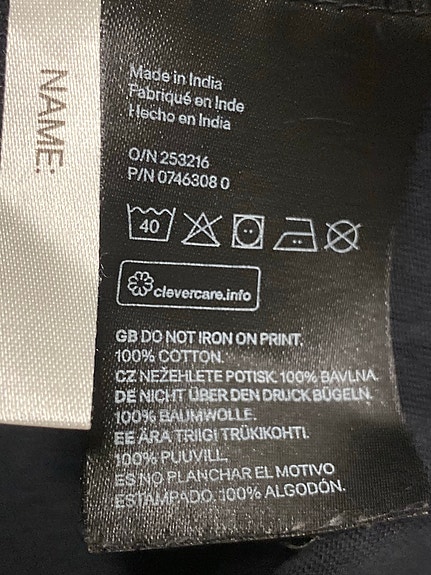 NAME:
Made in India
Fabriqué en Inde
Hecho en India
O/N 253216
P/N 0746308 0
40
clevercare.info
GB DO NOT IRON ON PRINT.
100% COTTON.
CZ NEŽEHLETE POTISK. 100% BAVLNA.
DE NICHT ÜBER DEN DRUCK BÜGELN.
100% BAUMWOLLE.
EE ÄRA TRIIGI TRÜKIKOHTI.
100% PUUVILL.
ES NO PLANCHAR EL MOTIVO
ESTAMPADO. 100% ALGODÓN.